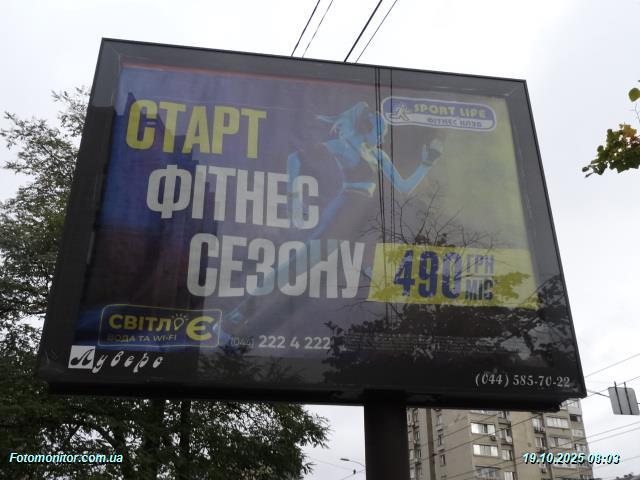 SPORT LIFE
ФІТНЕС КЛУБ
СТАРТ
ФІТНЕС
СЕЗОНУ
490 ГРН
МІС
СВІТЛО Є
ВОДА ТА WI-FI
(044) 222 4 222
Луверс
(044) 585-70-22
Fotomonitor.com.ua
19.10.2025 08:03